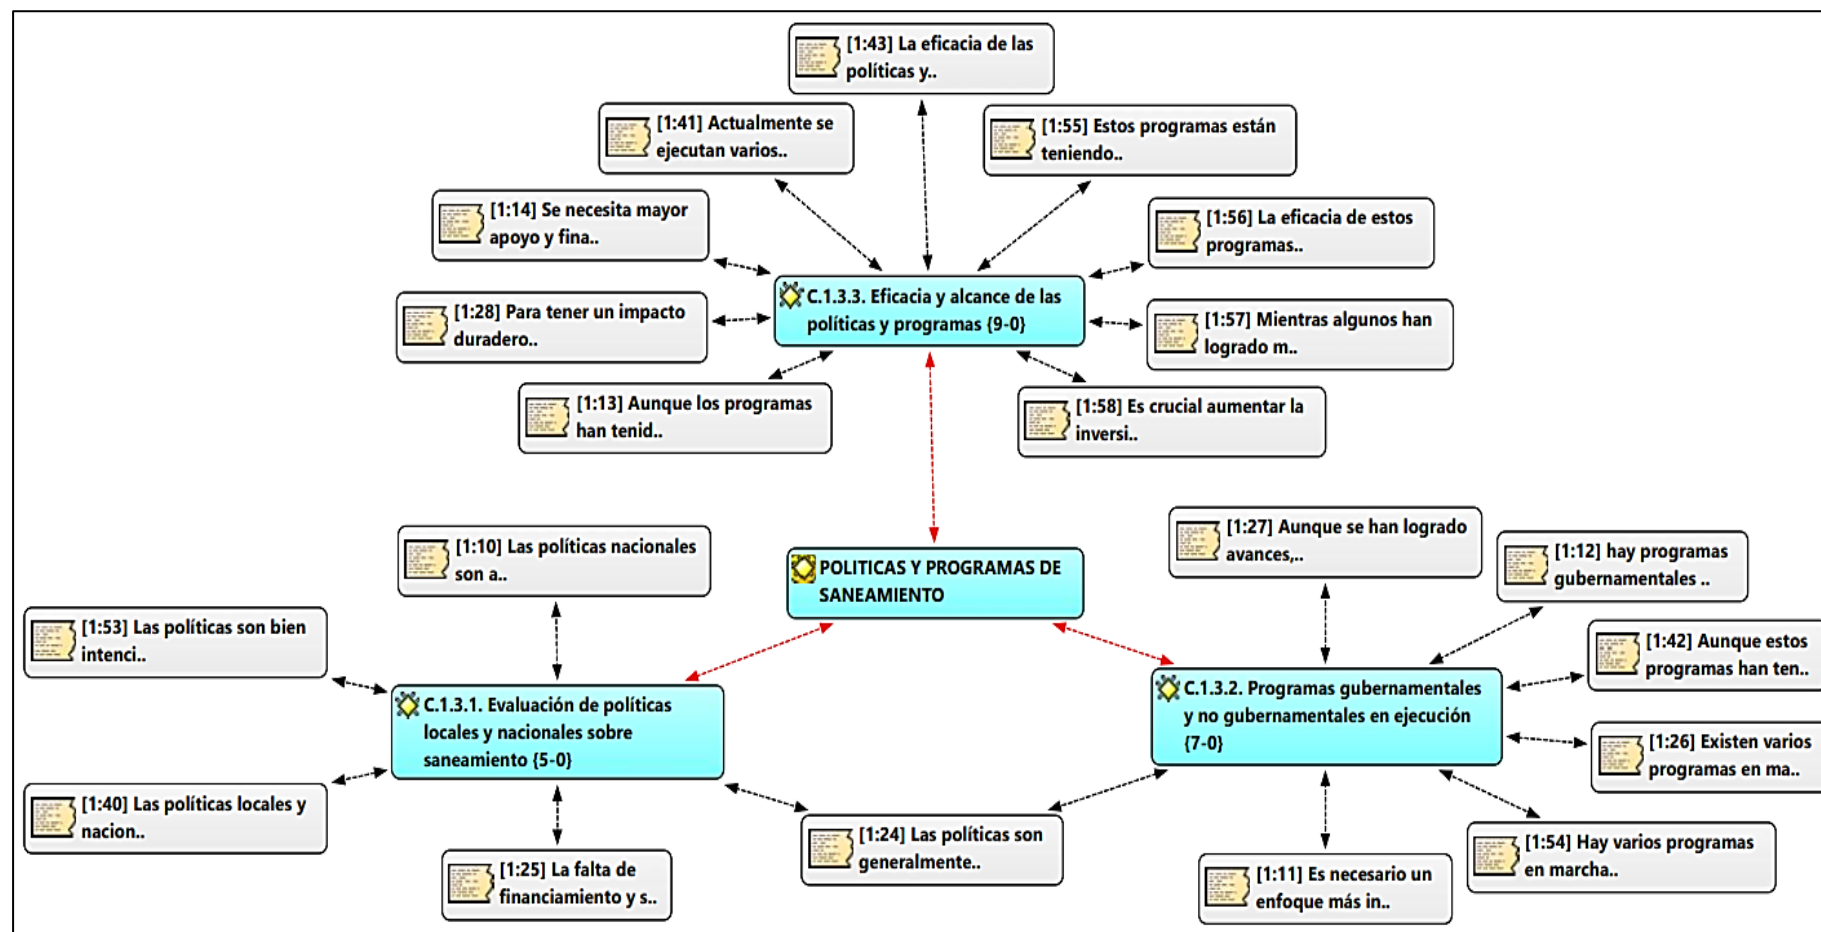 [1:43] La eficacia de las
políticas y..
[1:41] Actualmente se
ejecutan varios..
[1:55] Estos programas están
teniendo..
[1:14] Se necesita mayor
apoyo y fina..
[1:56] La eficacia de estos
programas..
C.1.3.3. Eficacia y alcance de las
políticas y programas {9-0}
[1:28] Para tener un impacto
duradero..
[1:57] Mientras algunos han
logrado m..
[1:13] Aunque los programas
han tenid..
[1:58] Es crucial aumentar la
inversi..
[1:10] Las políticas nacionales
son a..
POLITICAS Y PROGRAMAS DE
SANEAMIENTO
[1:27] Aunque se han logrado
avances,..
[1:12] hay programas
gubernamentales ..
[1:53] Las políticas son bien
intenci..
[1:42] Aunque estos
programas han ten..
C.1.3.1. Evaluación de políticas
locales y nacionales sobre
saneamiento {5-0}
C.1.3.2. Programas gubernamentales
y no gubernamentales en ejecución
{7-0}
[1:26] Existen varios
programas en ma..
[1:40] Las políticas locales y
nacion..
[1:24] Las políticas son
generalmente..
[1:54] Hay varios programas
en marcha..
[1:25] La falta de
financiamiento y s..
[1:11] Es necesario un
enfoque más in..